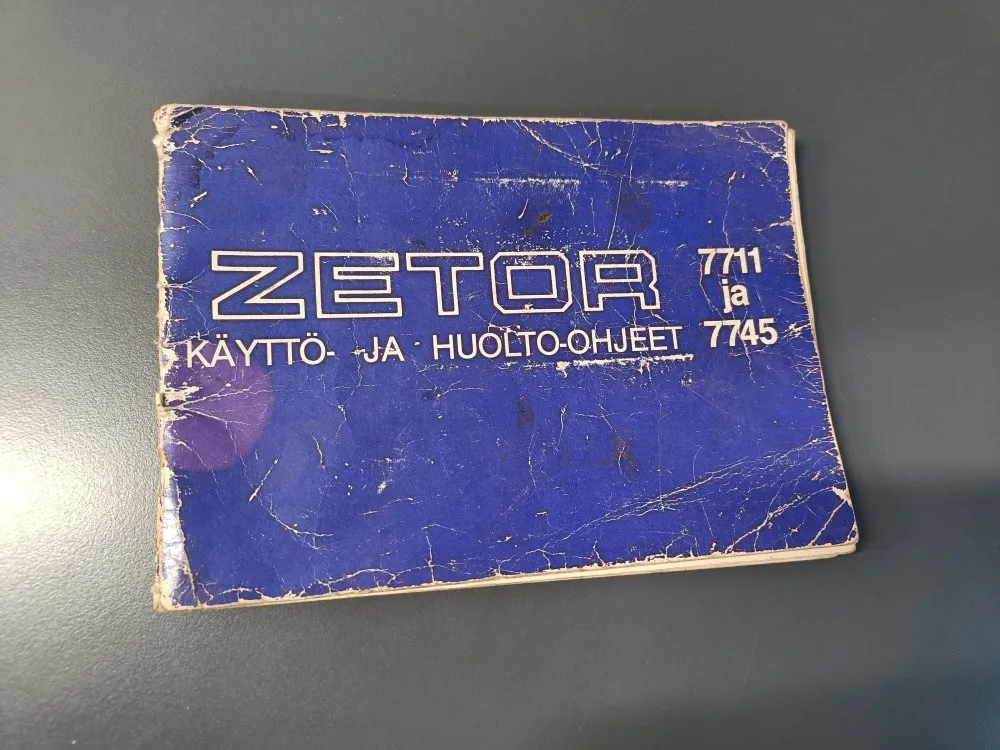 ZETOR
KÄYTTÖ- JA HUOLTO-OHJEET
7711
ja
7745